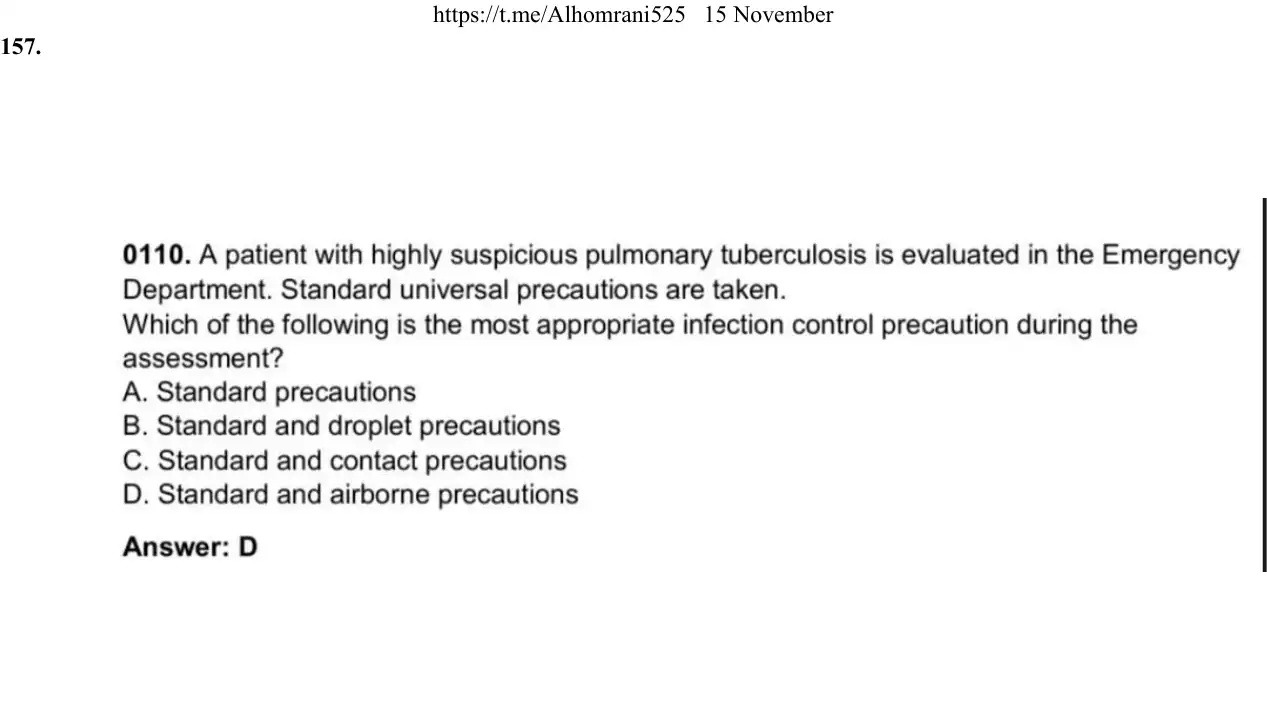 https://t.me/Alhomrani525 15 November
157.
0110. A patient with highly suspicious pulmonary tuberculosis is evaluated in the Emergency
Department. Standard universal precautions are taken.
Which of the following is the most appropriate infection control precaution during the
assessment?
A. Standard precautions
B. Standard and droplet precautions
C. Standard and contact precautions
D. Standard and airborne precautions
Answer: D